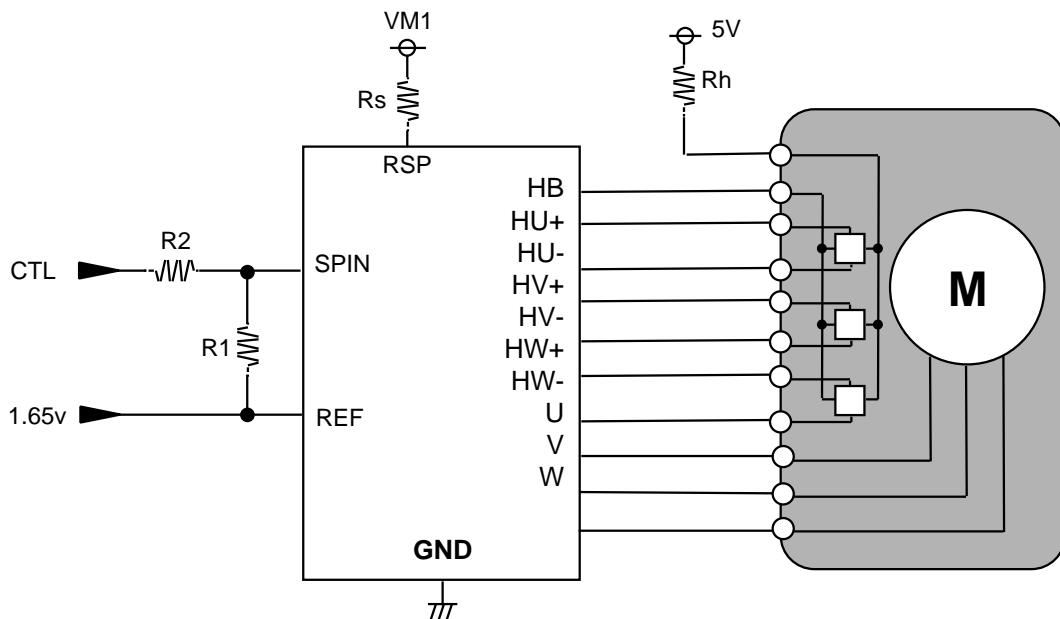 VM1
5V
Rs
Rh
RSP
HB
HU+
R2
HU-
CTL
SPIN
HV+
HV-
R1
HW+
HW-
1.65v
REF
U
V
W
M
GND